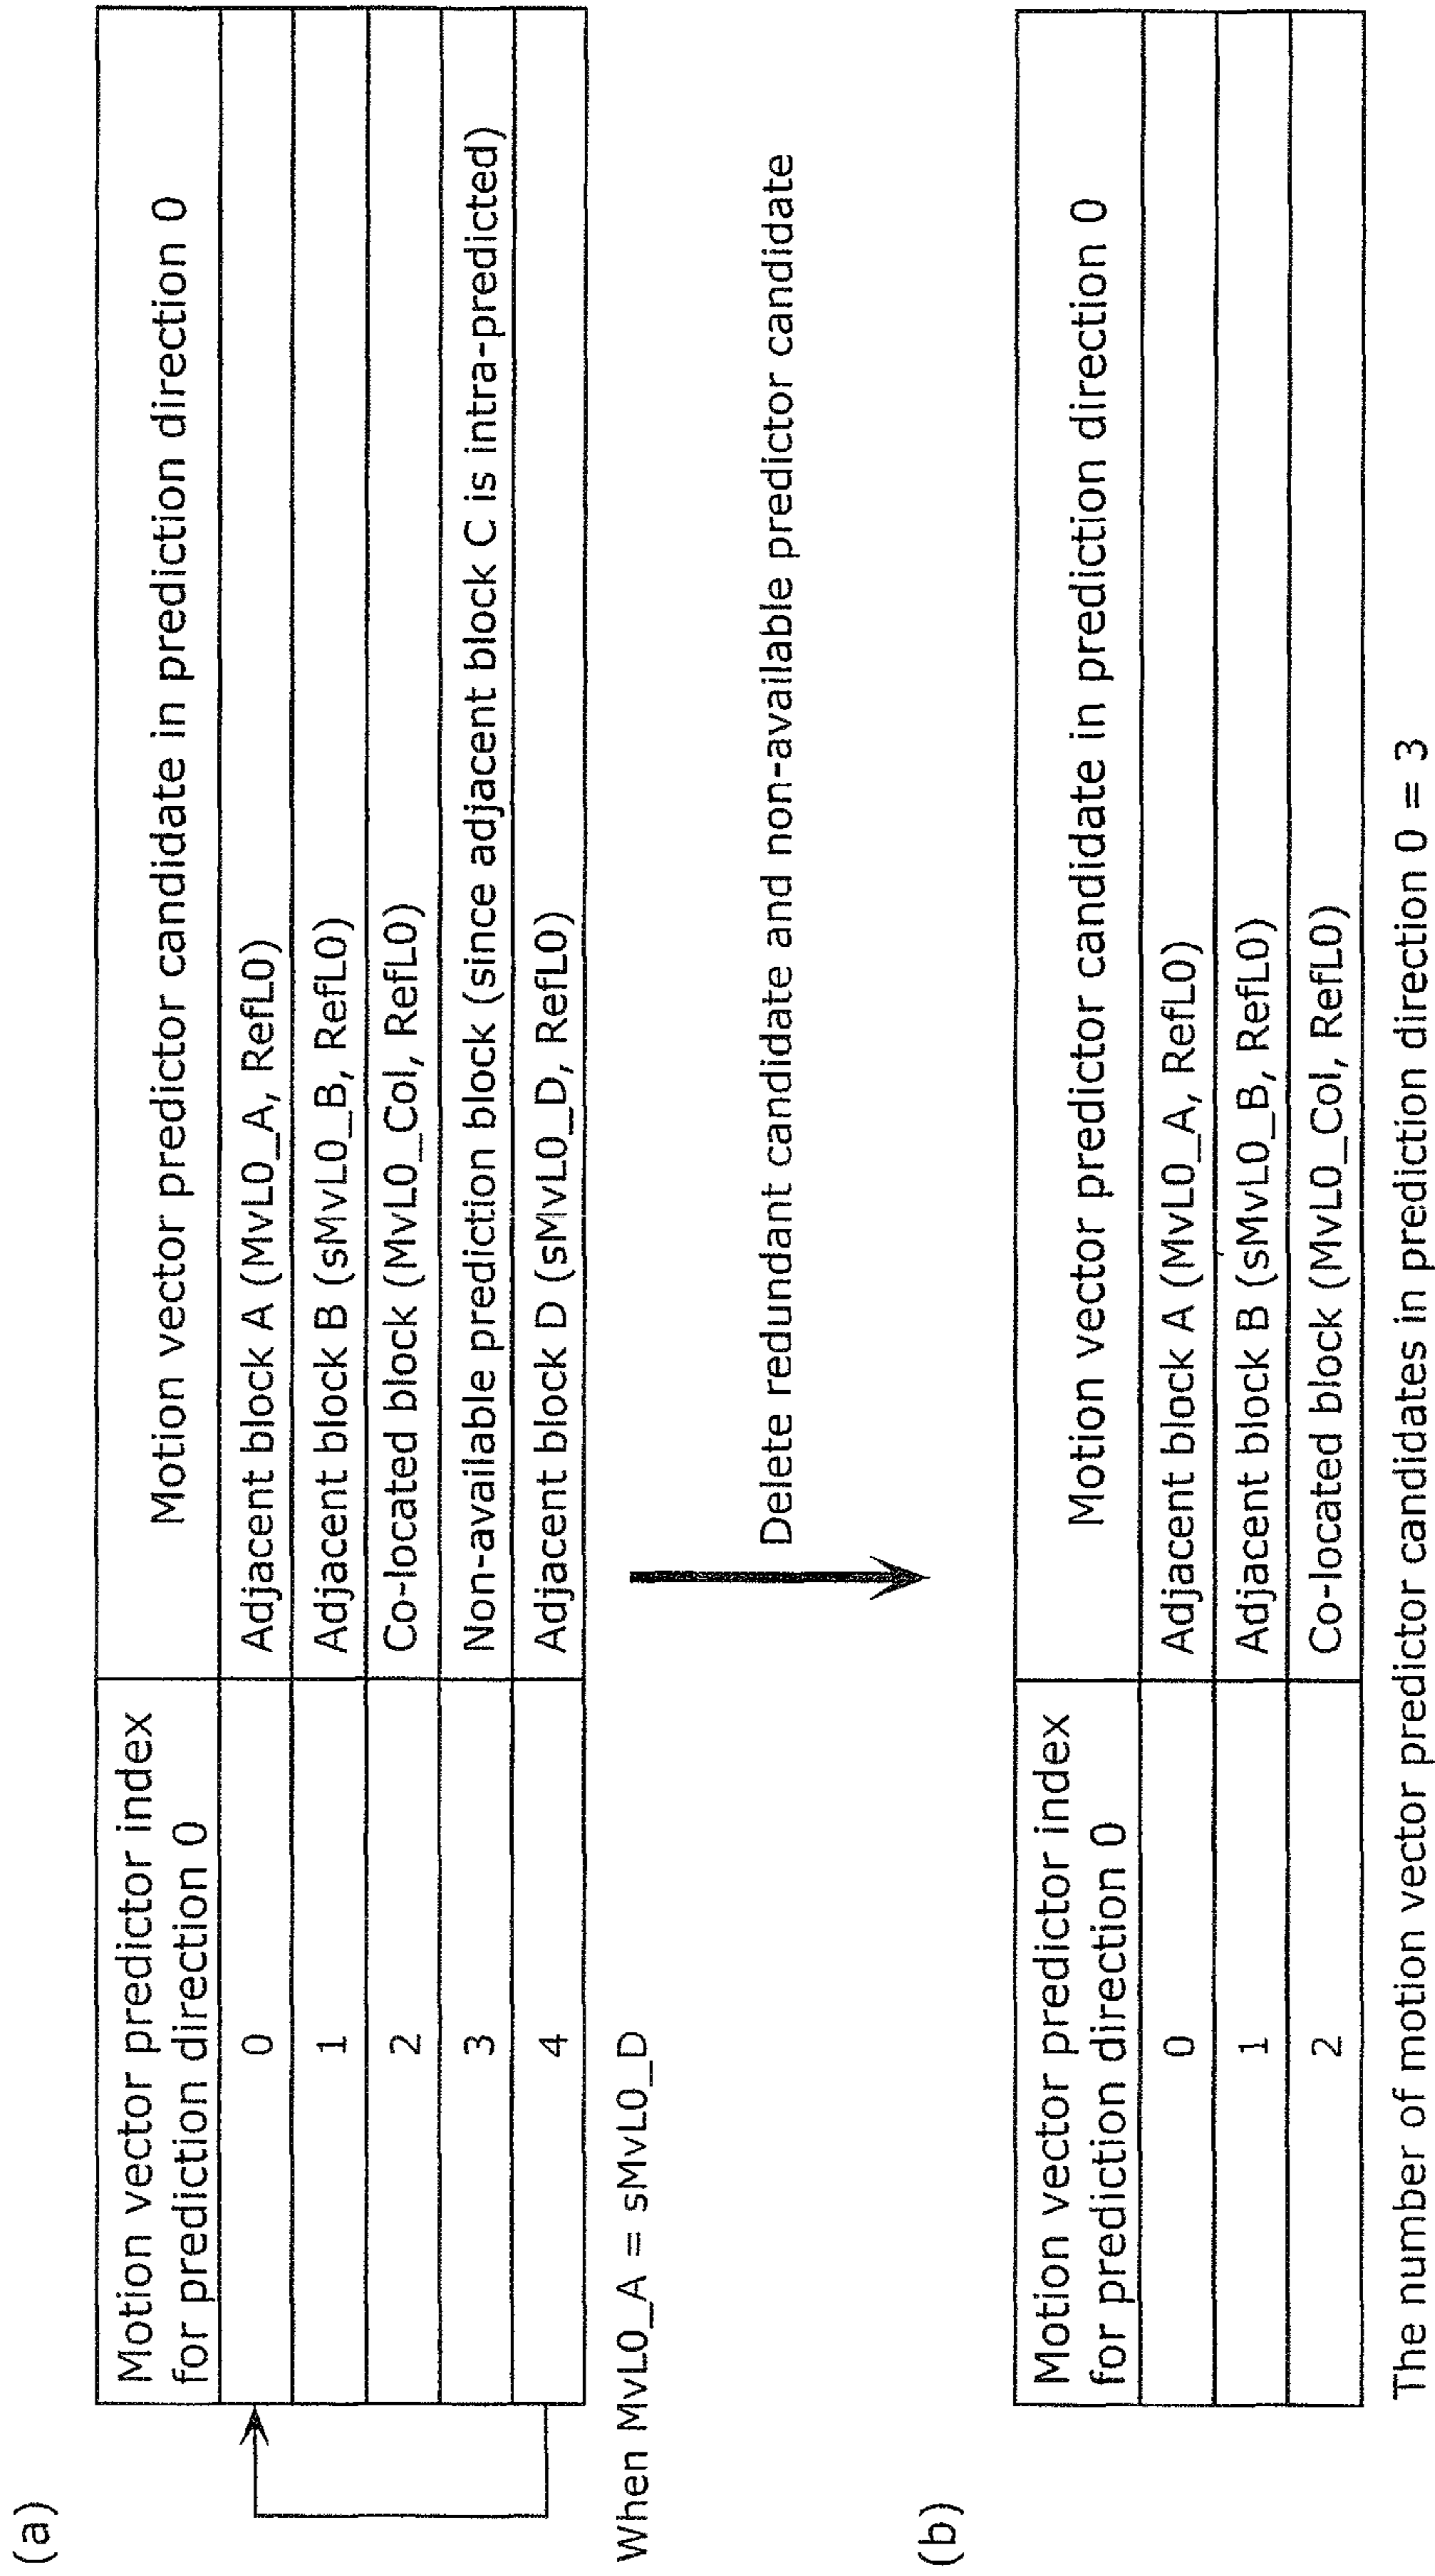 (a)
Motion vector predictor index
for prediction direction 0
Motion vector predictor candidate in prediction direction 0
0
Adjacent block A (MvL0_A, RefL0)
1
Adjacent block B (sMvL0_B, RefL0)
2
Co-located block (MvL0_Col, RefL0)
3
Non-available prediction block (since adjacent block C is intra-predicted)
4
Adjacent block D (sMvL0_D, RefL0)
When MvL0_A = sMvL0_D
Delete redundant candidate and non-available predictor candidate
(b)
Motion vector predictor index
for prediction direction 0
Motion vector predictor candidate in prediction direction 0
0
Adjacent block A (MvL0_A, RefL0)
1
Adjacent block B (sMvL0_B, RefL0)
2
Co-located block (MvL0_Col, RefL0)
The number of motion vector predictor candidates in prediction direction 0 = 3